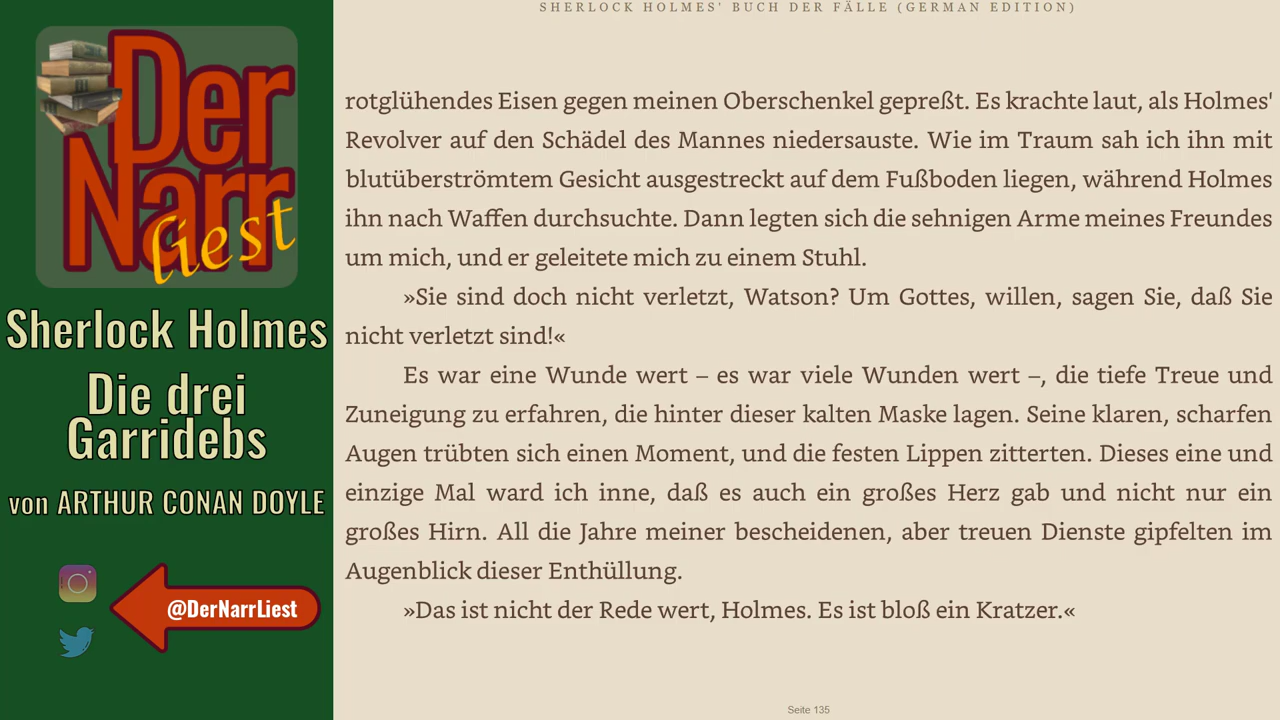 Der
Narr
liest
Sherlock Holmes
Die drei
Garridebs
von ARTHUR CONAN DOYLE
@DerNarrLiest
SHERLOCK HOLMES' BUCH DER FÄLLE (GERMAN EDITION)
rotglühendes Eisen gegen meinen Oberschenkel gepreßt. Es krachte laut, als Holmes'
Revolver auf den Schädel des Mannes niedersauste. Wie im Traum sah ich ihn mit
blutüberströmtem Gesicht ausgestreckt auf dem Fußboden liegen, während Holmes
ihn nach Waffen durchsuchte. Dann legten sich die sehnigen Arme meines Freundes
um mich, und er geleitete mich zu einem Stuhl.
»Sie sind doch nicht verletzt, Watson? Um Gottes, willen, sagen Sie, daß Sie
nicht verletzt sind!«
Es war eine Wunde wert – es war viele Wunden wert –, die tiefe Treue und
Zuneigung zu erfahren, die hinter dieser kalten Maske lagen. Seine klaren, scharfen
Augen trübten sich einen Moment, und die festen Lippen zitterten. Dieses eine und
einzige Mal ward ich inne, daß es auch ein großes Herz gab und nicht nur ein
großes Hirn. All die Jahre meiner bescheidenen, aber treuen Dienste gipfelten im
Augenblick dieser Enthüllung.
»Das ist nicht der Rede wert, Holmes. Es ist bloß ein Kratzer.«
Seite 135